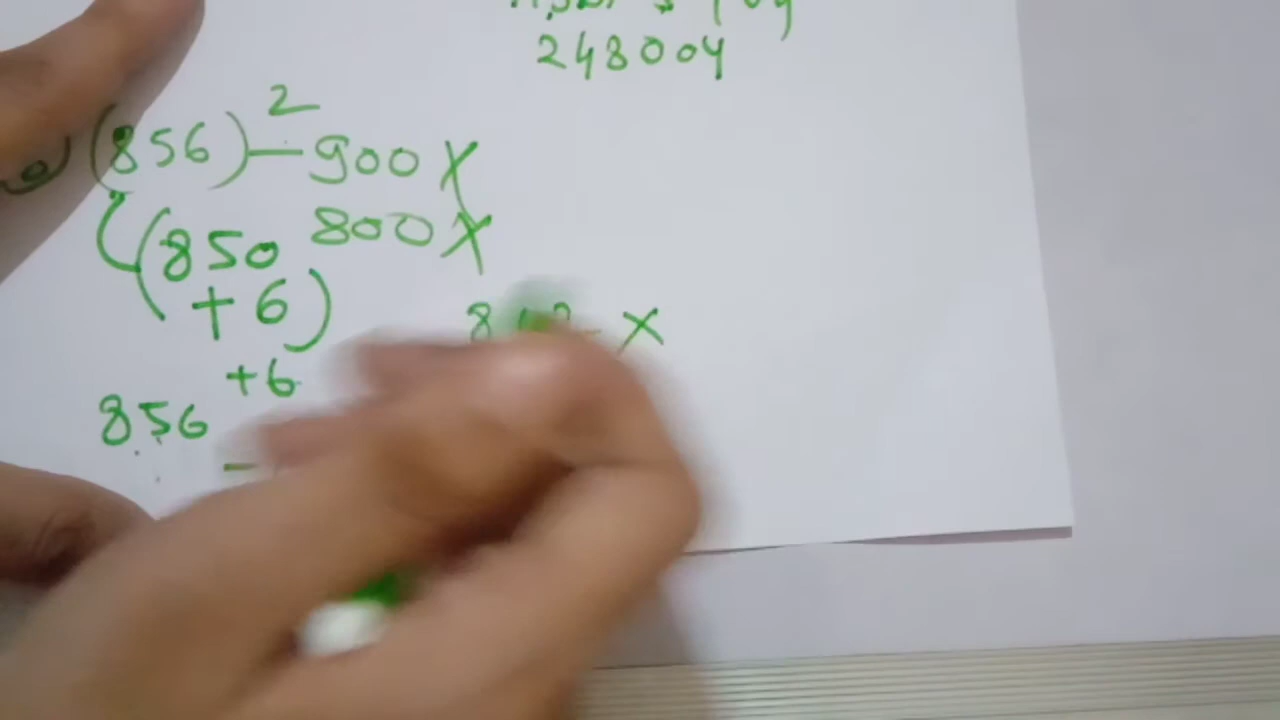 248004
(856)² - 900 X
(850 800 X
+ 6)
X
+6
856
-